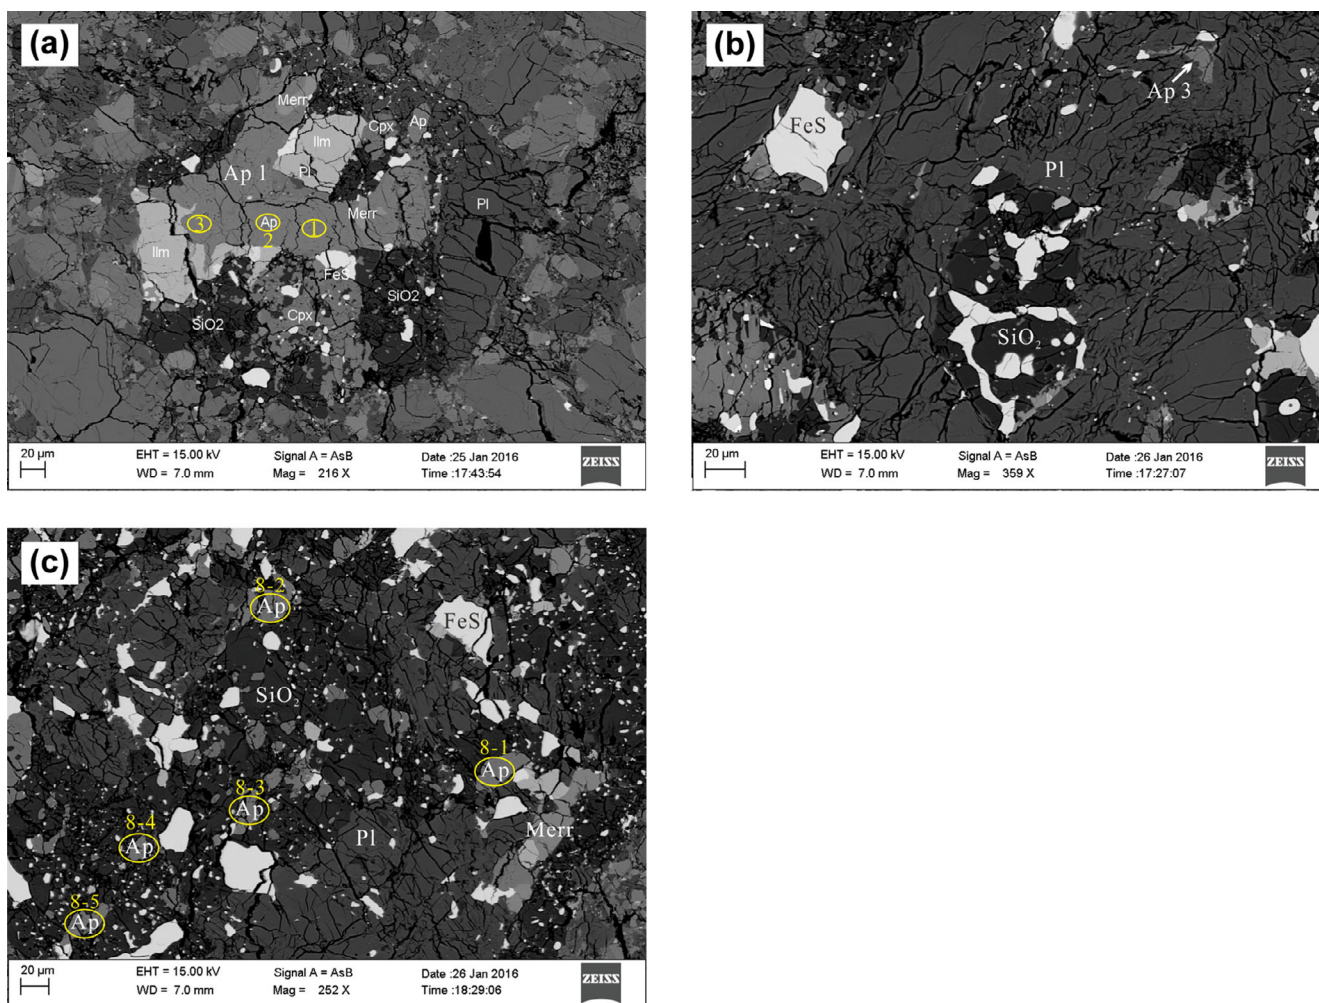 (a)
Merr
Cpx
Ap
Ilm
Ap 1
Pl
Pl
Merr
3
Ap
2
1
Ilm
FeS
SiO2
SiO2
Cpx
20 µm
EHT = 15.00 kV
Signal A = AsB
Date :25 Jan 2016
WD = 7.0 mm
Mag = 216 X
Time :17:43:54
ZEISS
(b)
Ap 3
FeS
Pl
SiO₂
20 µm
EHT = 15.00 kV
Signal A = AsB
Date :26 Jan 2016
WD = 7.0 mm
Mag = 359 X
Time :17:27:07
ZEISS
(c)
8-2
Ap
FeS
SiO₂
8-1
Ap
8-3
Ap
8-4
Ap
Pl
Merr
8-5
Ap
20 µm
EHT = 15.00 kV
Signal A = AsB
Date :26 Jan 2016
WD = 7.0 mm
Mag = 252 X
Time :18:29:06
ZEISS